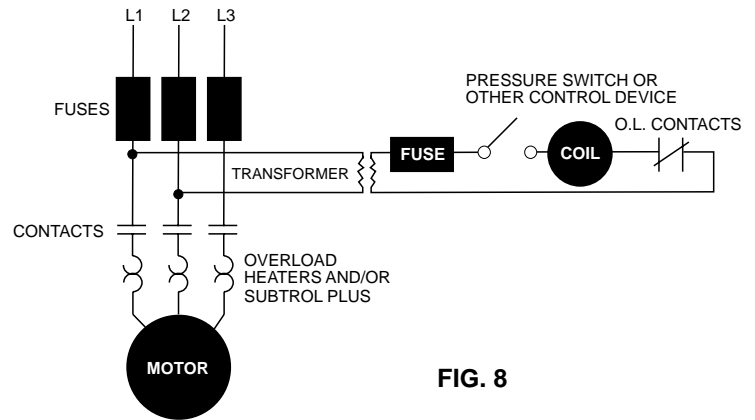 L1 L2 L3
PRESSURE SWITCH OR
OTHER CONTROL DEVICE
FUSES
O.L. CONTACTS
FUSE
COIL
TRANSFORMER
CONTACTS
OVERLOAD
HEATERS AND/OR
SUBTROL PLUS
MOTOR
FIG. 8